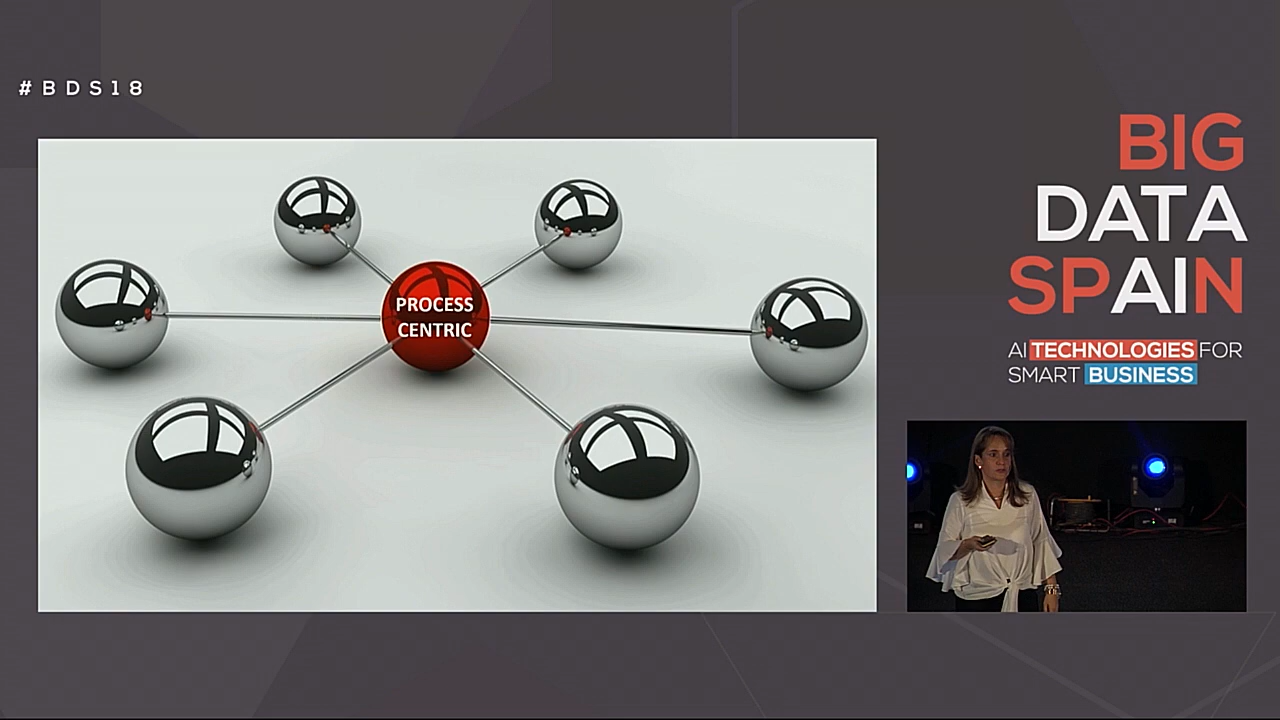 #BDS18
BIG
DATA
SPAIN
AI TECHNOLOGIES FOR
SMART BUSINESS
PROCESS
CENTRIC